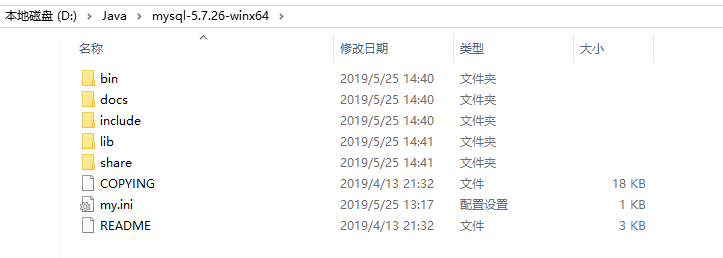 本地磁盘 (D:) › Java › mysql-5.7.26-winx64 ›
名称 修改日期 类型 大小
bin 2019/5/25 14:40 文件夹
docs 2019/5/25 14:40 文件夹
include 2019/5/25 14:40 文件夹
lib 2019/5/25 14:41 文件夹
share 2019/5/25 14:41 文件夹
COPYING 2019/4/13 21:32 文件 18 KB
my.ini 2019/5/25 13:17 配置设置 1 KB
README 2019/4/13 21:32 文件 3 KB